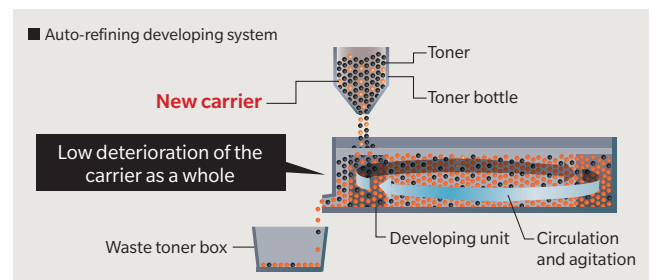 ■ Auto-refining developing system
Toner
New carrier
Toner bottle
Low deterioration of the
carrier as a whole
Waste toner box
Developing unit
Circulation
and agitation